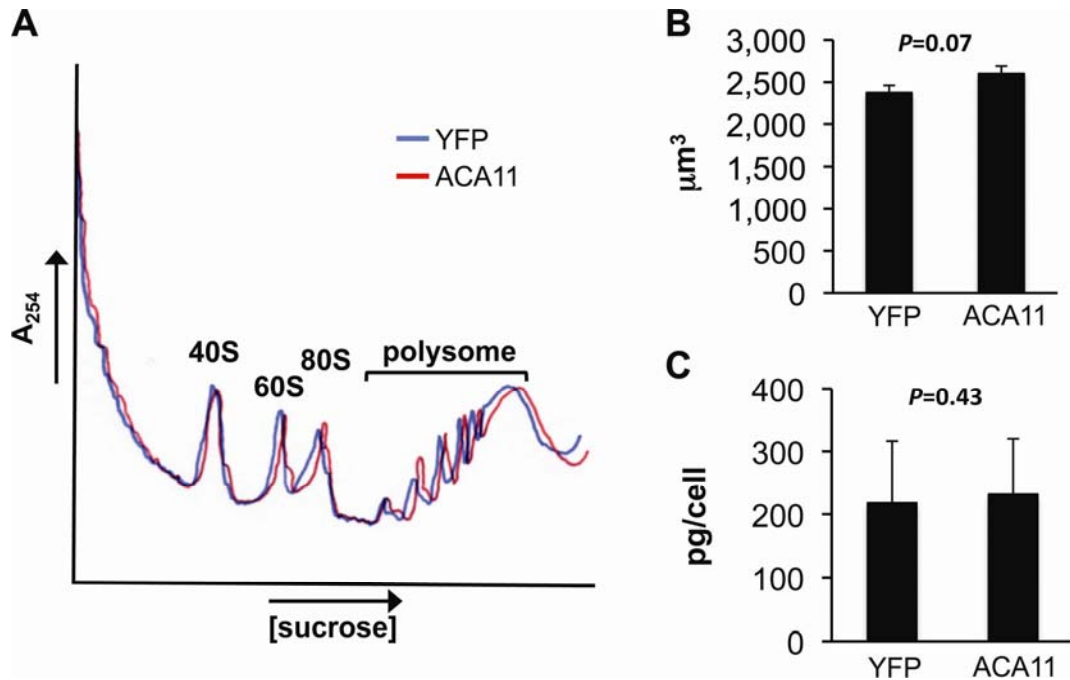 A
YFP
ACA11
40S
60S
80S
polysome
A254
[sucrose]
B
P=0.07
3,000
2,500
2,000
1,500
1,000
500
0
μm³
YFP
ACA11
C
P=0.43
400
300
200
100
0
pg/cell
YFP
ACA11